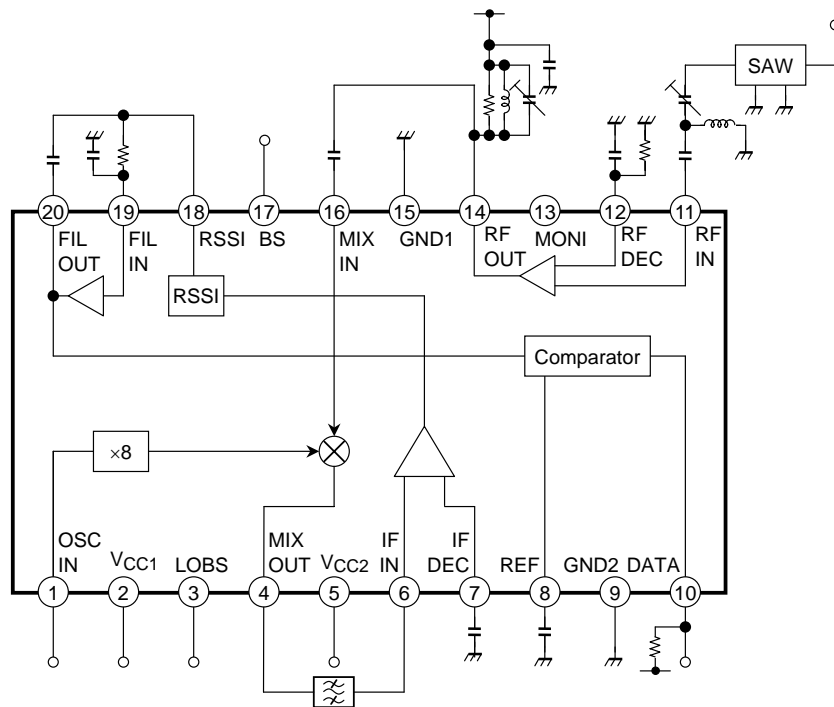 SAW
20 19 18 17 16 15 14 13 12 11
FIL OUT
FIL IN
RSSI
BS
MIX IN
GND1
RF OUT
MONI
RF DEC
RF IN
RSSI
Comparator
×8
OSC IN
VCC1
LOBS
MIX OUT
VCC2
IF IN
IF DEC
REF
GND2
DATA
1 2 3 4 5 6 7 8 9 10